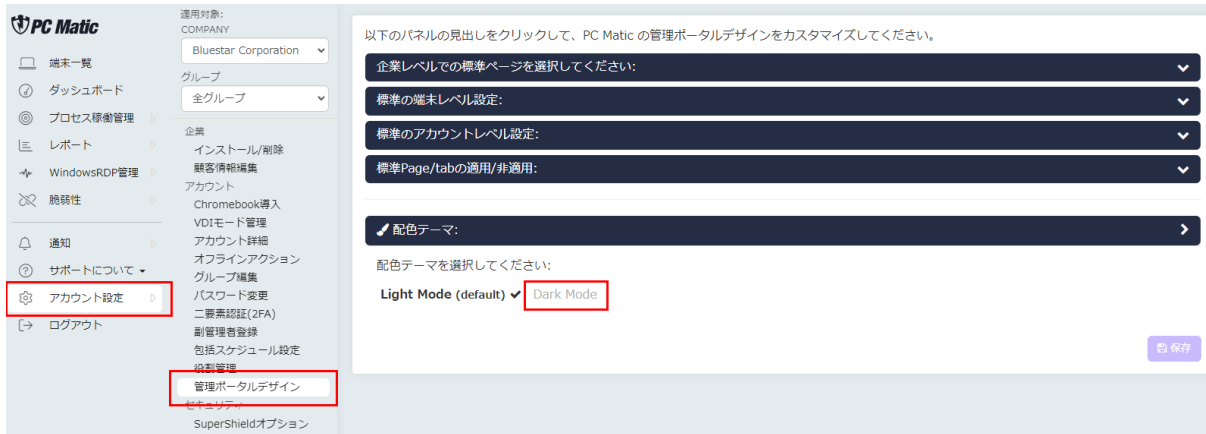 PC Matic
端末一覧
ダッシュボード
プロセス稼働管理
レポート
WindowsRDP管理
脆弱性
通知
サポートについて
アカウント設定
ログアウト
適用対象:
COMPANY
Bluestar Corporation
グループ
全グループ
企業
インストール/削除
顧客情報編集
アカウント
Chromebook導入
VDIモード管理
アカウント詳細
オフラインアクション
グループ編集
パスワード変更
二要素認証(2FA)
副管理者登録
包括スケジュール設定
役割管理
管理ポータルデザイン
セキュリティ
SuperShieldオプション
以下のパネルの見出しをクリックして、PC Matic の管理ポータルデザインをカスタマイズしてください。
企業レベルでの標準ページを選択してください:
標準の端末レベル設定:
標準のアカウントレベル設定:
標準Page/tabの適用/非適用:
配色テーマ:
配色テーマを選択してください:
Light Mode (default) ✔ Dark Mode
保存